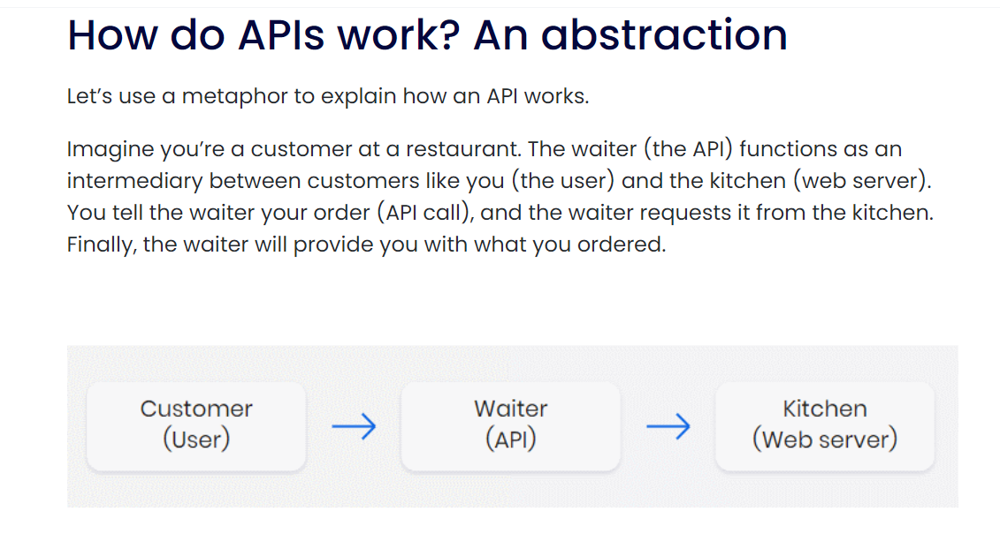 How do APIs work? An abstraction
Let’s use a metaphor to explain how an API works.
Imagine you’re a customer at a restaurant. The waiter (the API) functions as an
intermediary between customers like you (the user) and the kitchen (web server).
You tell the waiter your order (API call), and the waiter requests it from the kitchen.
Finally, the waiter will provide you with what you ordered.
Customer
(User)
Waiter
(API)
Kitchen
(Web server)